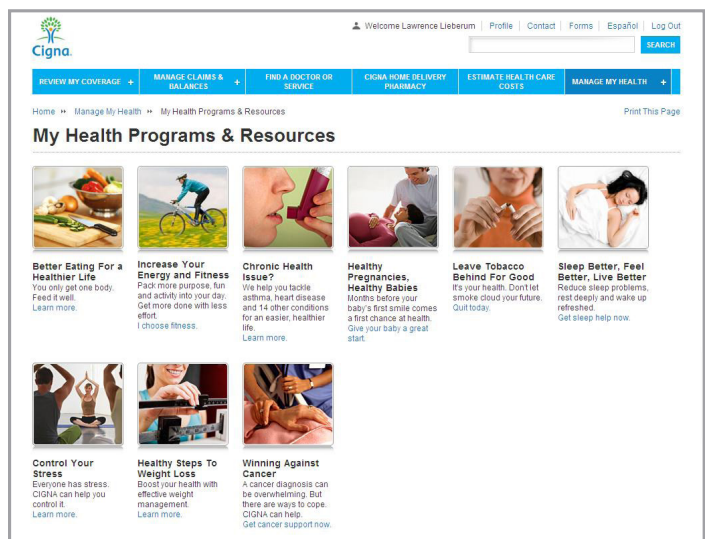 Cigna.
Welcome Lawrence Lieberum | Profile | Contact | Forms | Español | Log Out
SEARCH
REVIEW MY COVERAGE +
MANAGE CLAIMS &
BALANCES +
FIND A DOCTOR OR
SERVICE
CIGNA HOME DELIVERY
PHARMACY
ESTIMATE HEALTH CARE
COSTS
MANAGE MY HEALTH +
Home ›› Manage My Health ›› My Health Programs & Resources
Print This Page
My Health Programs & Resources
Better Eating For a
Healthier Life
You only get one body.
Feed it well.
Learn more.
Increase Your
Energy and Fitness
Pack more purpose, fun
and activity into your day.
Get more done with less
effort.
I choose fitness.
Chronic Health
Issue?
We help you tackle
asthma, heart disease
and 14 other conditions
for an easier, healthier
life.
Learn more.
Healthy
Pregnancies,
Healthy Babies
Months before your
baby's first smile comes
a first chance at health.
Give your baby a great
start.
Leave Tobacco
Behind For Good
It's your health. Don't let
smoke cloud your future.
Quit today.
Sleep Better, Feel
Better, Live Better
Reduce sleep problems,
rest deeply and wake up
refreshed.
Get sleep help now.
Control Your
Stress
Everyone has stress.
CIGNA can help you
control it.
Learn more.
Healthy Steps To
Weight Loss
Boost your health with
effective weight
management.
Learn more.
Winning Against
Cancer
A cancer diagnosis can
be overwhelming. But
there are ways to cope.
CIGNA can help.
Get cancer support now.